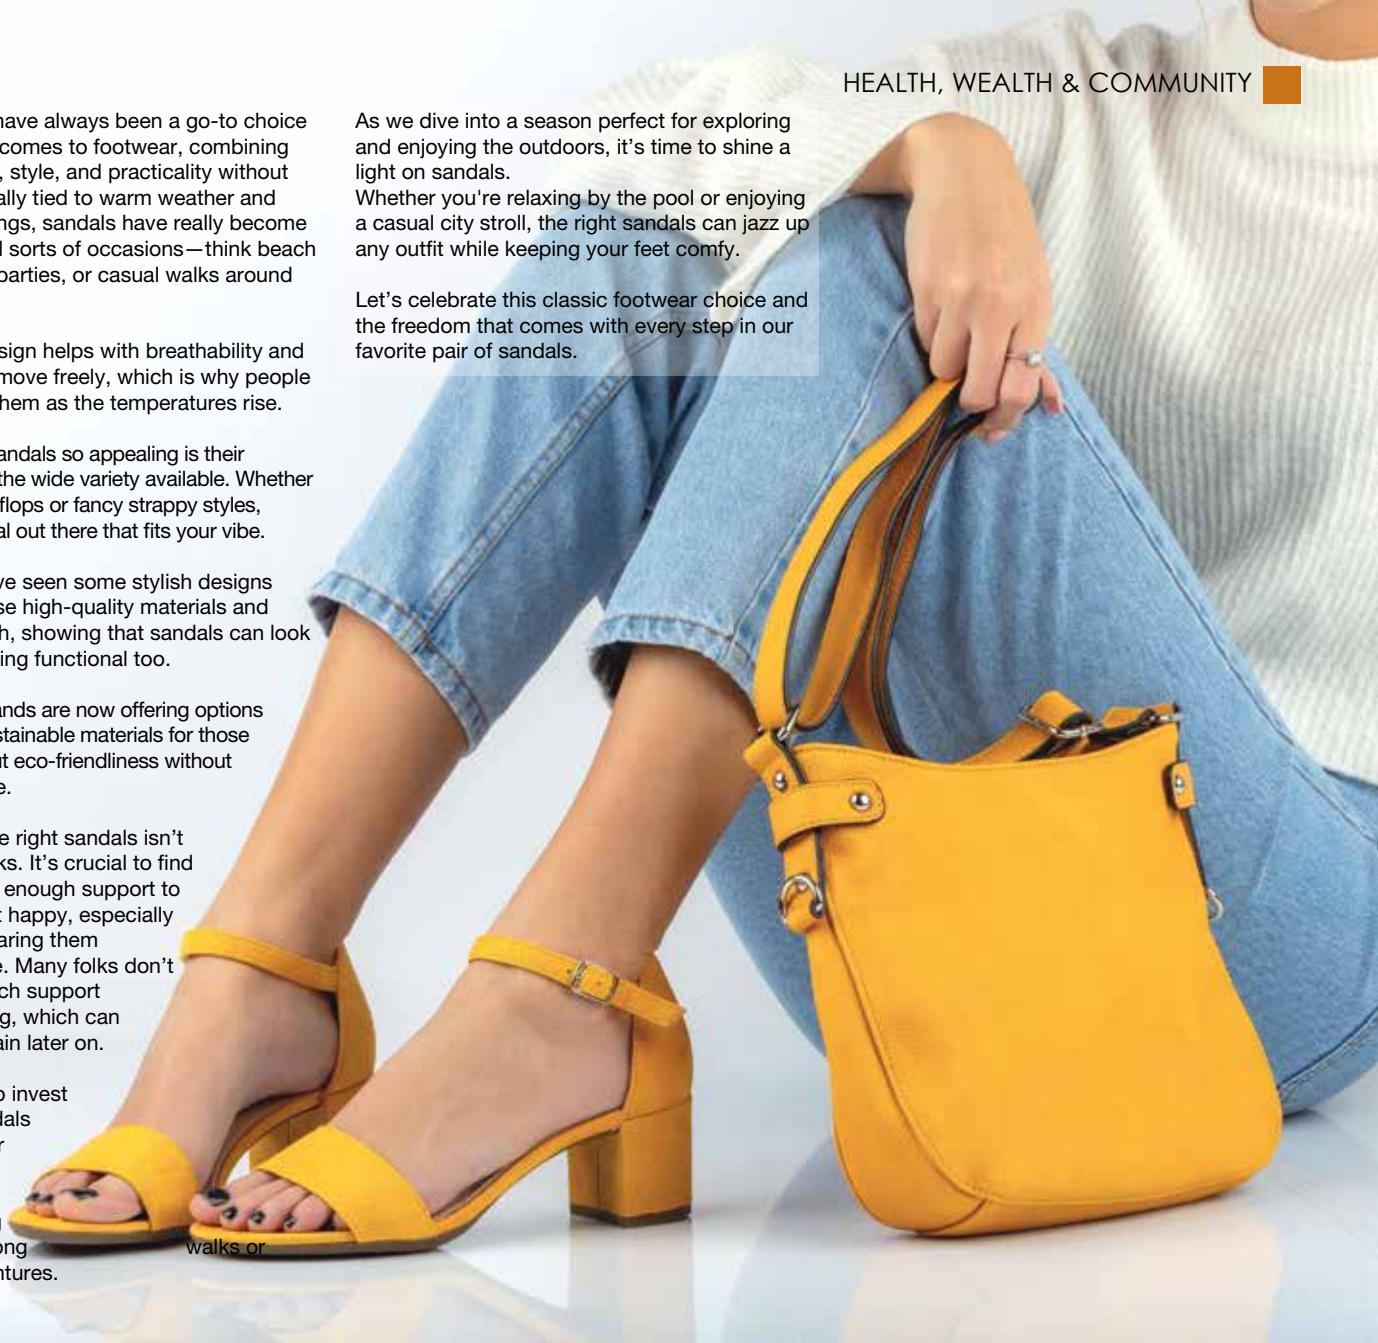 HEALTH, WEALTH & COMMUNITY
have always been a go-to choice
comes to footwear, combining
, style, and practicality without
ally tied to warm weather and
ngs, sandals have really become
l sorts of occasions—think beach
parties, or casual walks around
sign helps with breathability and
move freely, which is why people
hem as the temperatures rise.
andals so appealing is their
the wide variety available. Whether
flops or fancy strappy styles,
al out there that fits your vibe.
ve seen some stylish designs
se high-quality materials and
h, showing that sandals can look
ing functional too.
ands are now offering options
stainable materials for those
ut eco-friendliness without
e.
e right sandals isn't
ks. It's crucial to find
enough support to
t happy, especially
aring them
e. Many folks don't
ch support
g, which can
ain later on.
o invest
dals
r
g
ong walks or
ntures.
As we dive into a season perfect for exploring
and enjoying the outdoors, it's time to shine a
light on sandals.
Whether you're relaxing by the pool or enjoying
a casual city stroll, the right sandals can jazz up
any outfit while keeping your feet comfy.
Let's celebrate this classic footwear choice and
the freedom that comes with every step in our
favorite pair of sandals.